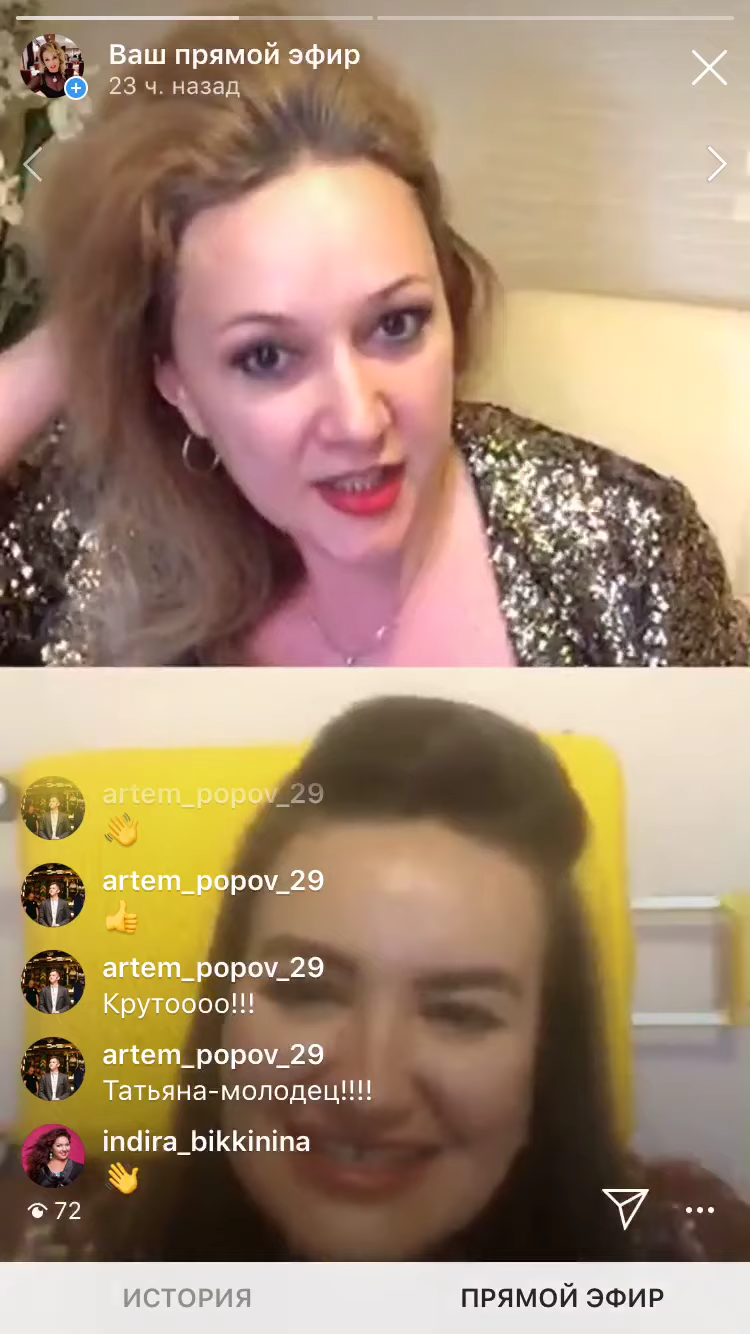 Ваш прямой эфир
23 ч. назад
artem_popov_29
artem_popov_29
artem_popov_29
Крутоооо!!!
artem_popov_29
Татьяна-молодец!!!!
indira_bikkinina
72
ИСТОРИЯ
ПРЯМОЙ ЭФИР